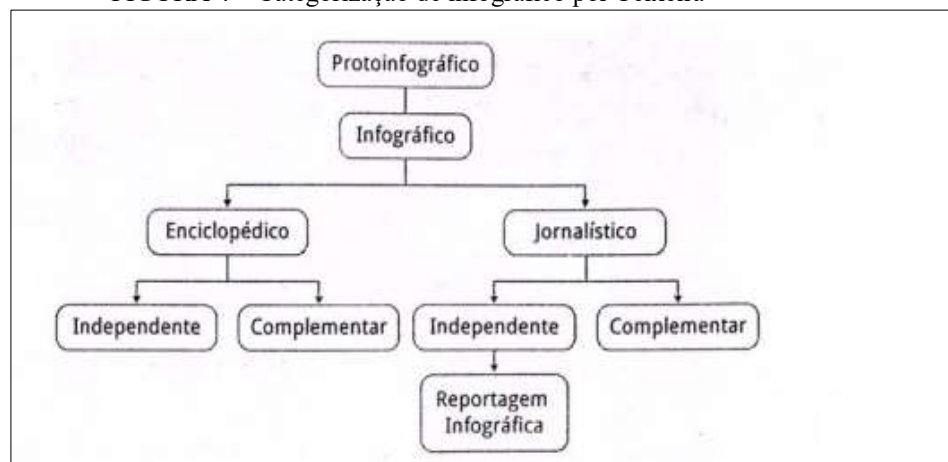 Protoinfográfico
Infográfico
Enciclopédico
Jornalístico
Independente
Complementar
Independente
Complementar
Reportagem
Infográfica